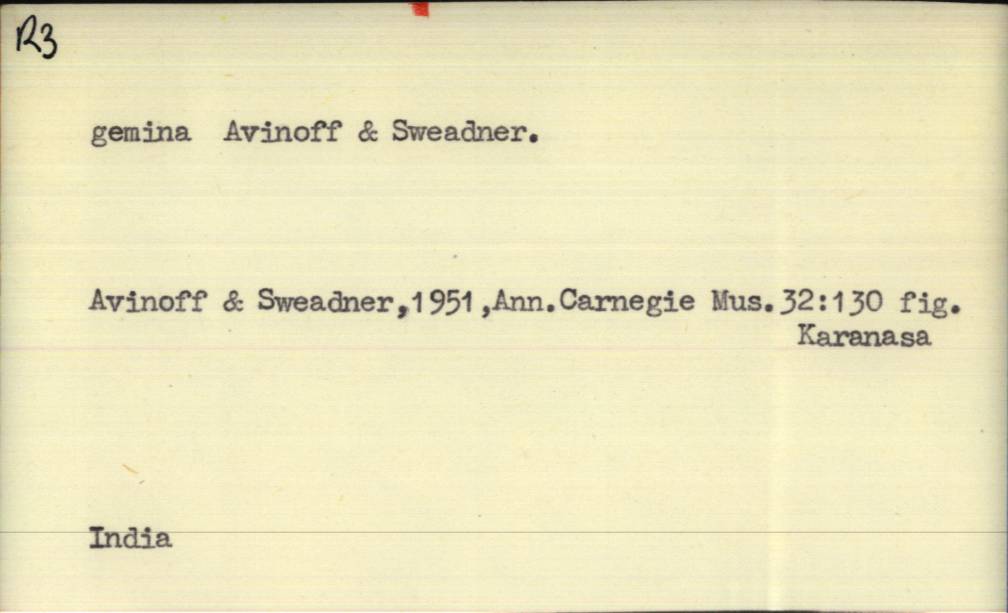 R3
gemina Avinoff & Sweadner.
Avinoff & Sweadner,1951,Ann.Carnegie Mus.32:130 fig.
Karanasa
India